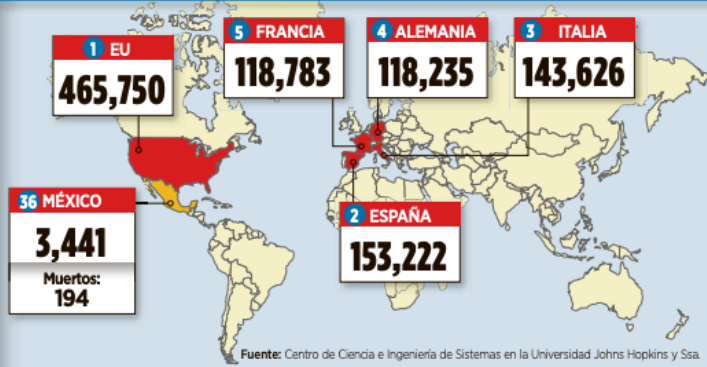 1 EU
465,750
5 FRANCIA
118,783
4 ALEMANIA
118,235
3 ITALIA
143,626
36 MÉXICO
3,441
Muertos:
194
2 ESPAÑA
153,222
Fuente: Centro de Ciencia e Ingeniería de Sistemas en la Universidad Johns Hopkins y Ssa.